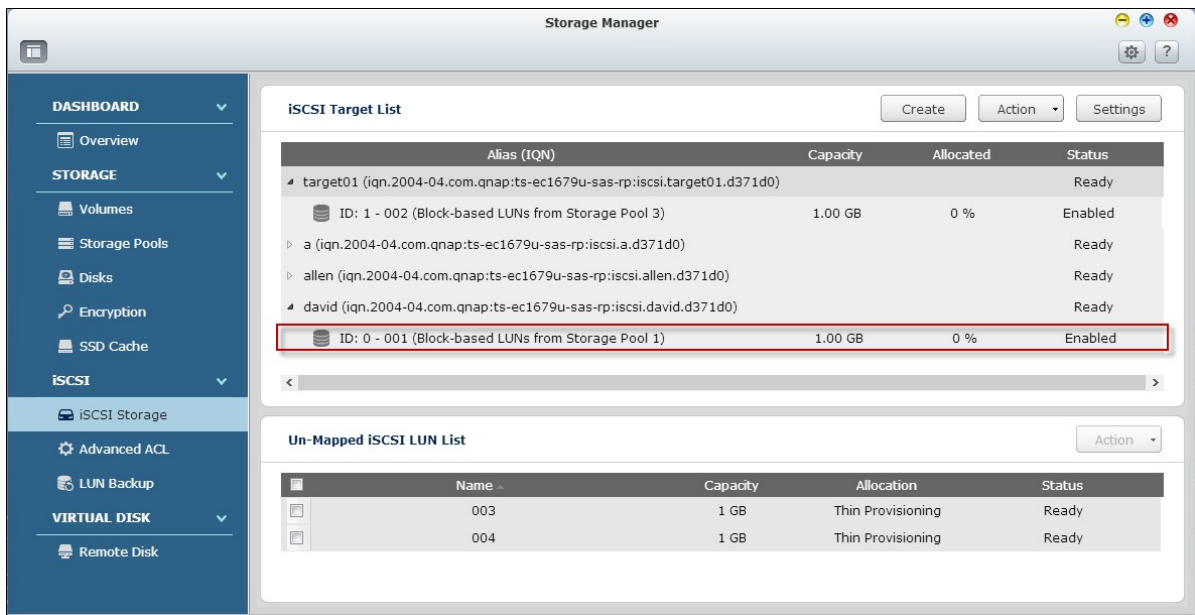 Storage Manager
?
DASHBOARD
Overview
STORAGE
Volumes
Storage Pools
Disks
Encryption
SSD Cache
iSCSI
iSCSI Storage
Advanced ACL
LUN Backup
VIRTUAL DISK
Remote Disk
iSCSI Target List Create Action Settings
Alias (IQN) Capacity Allocated Status
target01 (iqn.2004-04.com.qnap:ts-ec1679u-sas-rp:iscsi.target01.d371d0) Ready
ID: 1 - 002 (Block-based LUNs from Storage Pool 3) 1.00 GB 0 % Enabled
a (iqn.2004-04.com.qnap:ts-ec1679u-sas-rp:iscsi.a.d371d0) Ready
allen (iqn.2004-04.com.qnap:ts-ec1679u-sas-rp:iscsi.allen.d371d0) Ready
david (iqn.2004-04.com.qnap:ts-ec1679u-sas-rp:iscsi.david.d371d0) Ready
ID: 0 - 001 (Block-based LUNs from Storage Pool 1) 1.00 GB 0 % Enabled
Un-Mapped iSCSI LUN List Action
Name Capacity Allocation Status
003 1 GB Thin Provisioning Ready
004 1 GB Thin Provisioning Ready